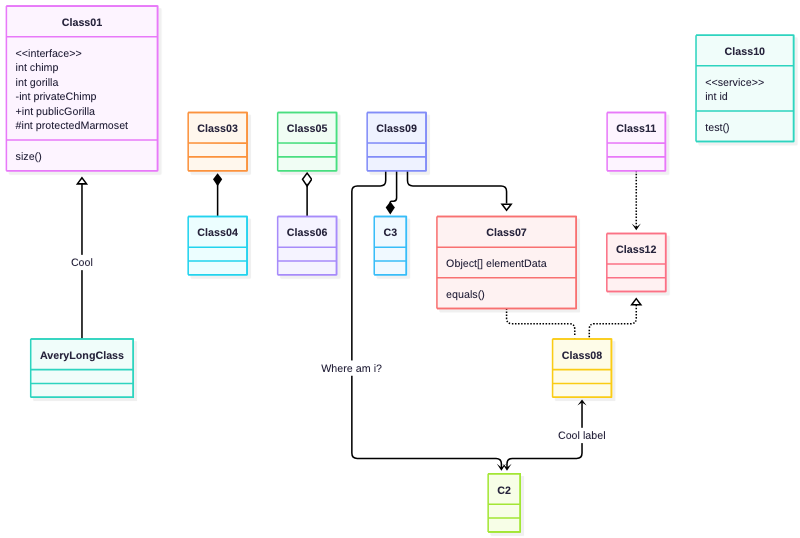 Class01
<<interface>>
int chimp
int gorilla
-int privateChimp
+int publicGorilla
#int protectedMarmoset
size()
Class10
<<service>>
int id
test()
Class03
Class05
Class09
Class11
Class04
Class06
C3
Class07
Object[] elementData
equals()
Class12
Cool
AveryLongClass
Where am i?
Class08
Cool label
C2